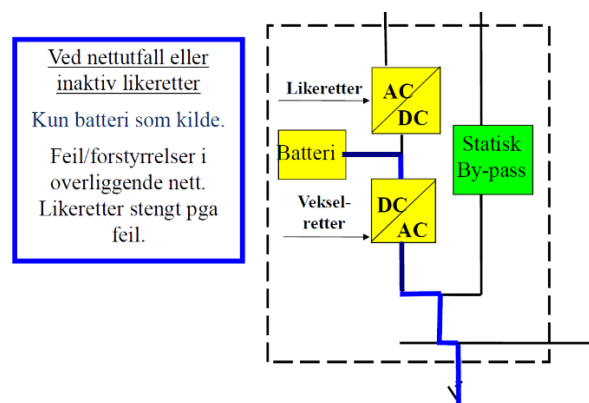 Ved nettutfall eller
inaktiv likeretter
Kun batteri som kilde.
Feil/forstyrrelser i
overliggende nett.
Likeretter stengt pga
feil.
Likeretter
AC
DC
Batteri
Statisk
By-pass
Veksel-
retter
DC
AC